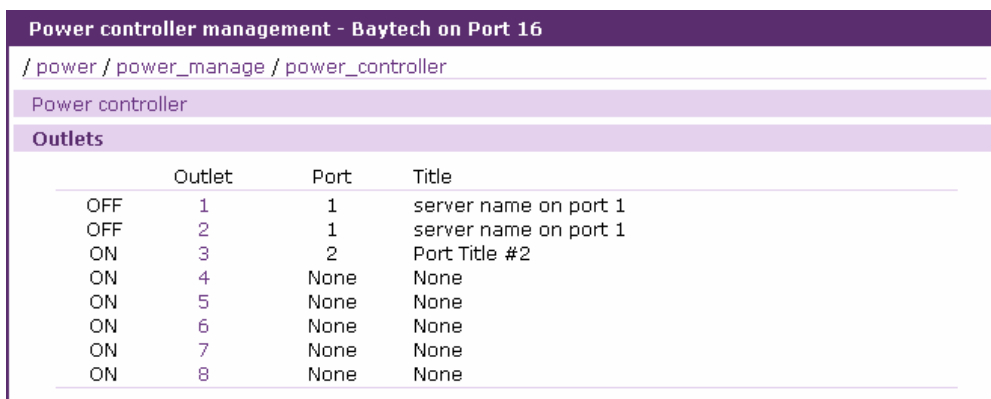 Power controller management - Baytech on Port 16
/ power / power_manage / power_controller
Power controller
Outlets
Outlet Port Title
OFF 1 1 server name on port 1
OFF 2 1 server name on port 1
ON 3 2 Port Title #2
ON 4 None None
ON 5 None None
ON 6 None None
ON 7 None None
ON 8 None None